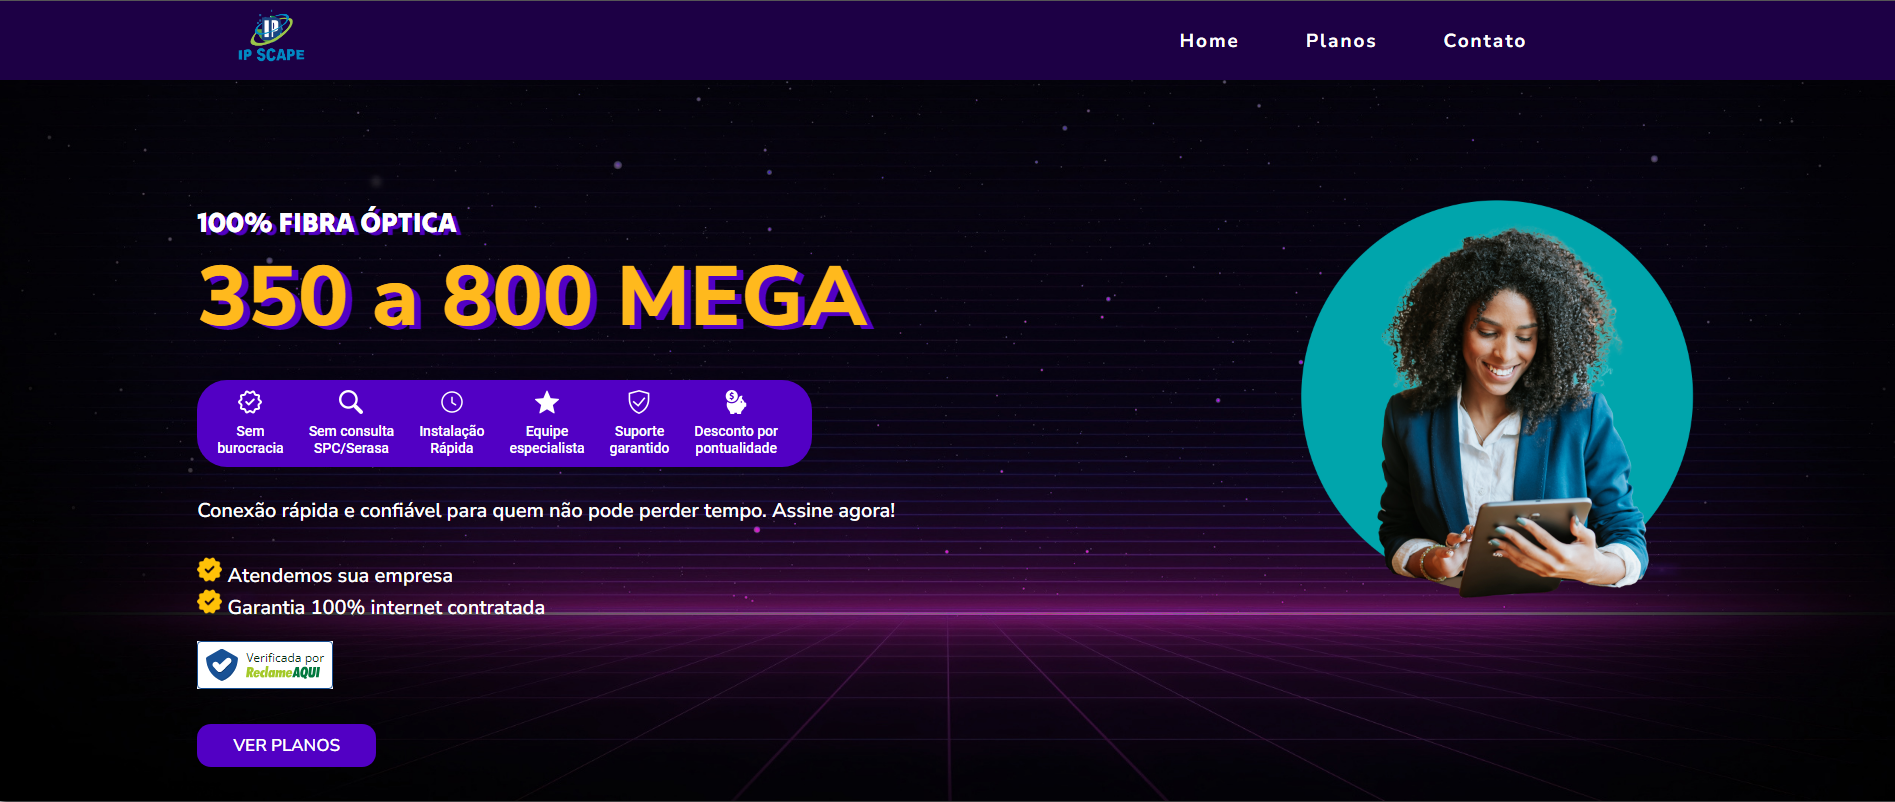 IP
IP SCAPE
Home
Planos
Contato
100% FIBRA ÓPTICA
350 a 800 MEGA
Sem
burocracia
Sem consulta
SPC/Serasa
Instalação
Rápida
Equipe
especialista
Suporte
garantido
$
Desconto por
pontualidade
Conexão rápida e confiável para quem não pode perder tempo. Assine agora!
Atendemos sua empresa
Garantia 100% internet contratada
Verificada por
ReclameAQUI
VER PLANOS